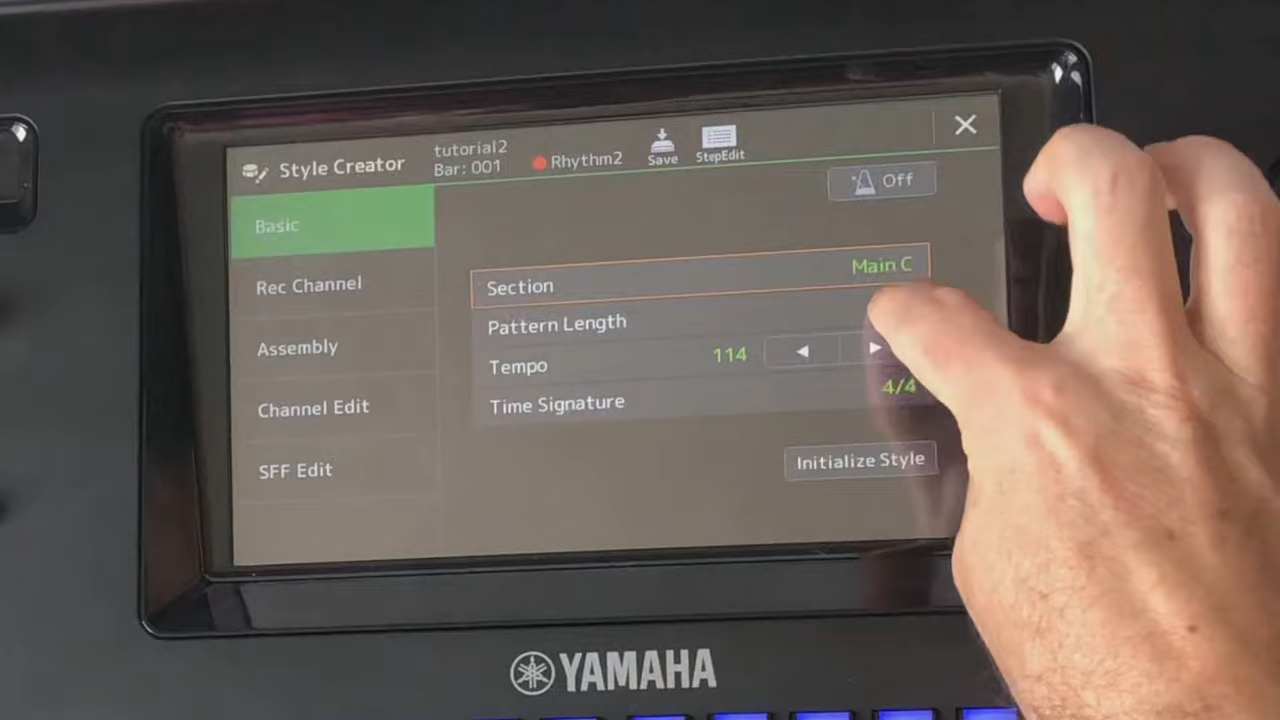 Style Creator
tutorial2
Bar: 001
Rhythm2
Save
StepEdit
Off
Basic
Rec Channel
Assembly
Channel Edit
SFF Edit
Section Main C
Pattern Length
Tempo 114
Time Signature 4/4
Initialize Style
YAMAHA